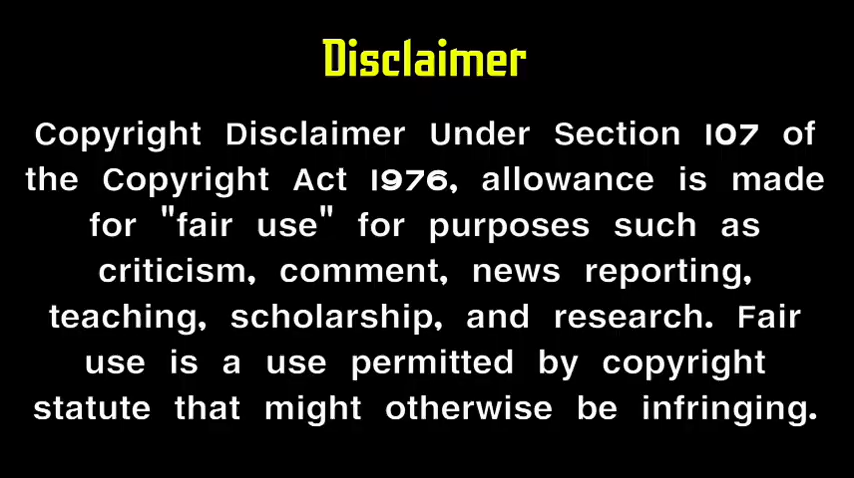 Disclaimer
Copyright Disclaimer Under Section 107 of
the Copyright Act 1976, allowance is made
for "fair use" for purposes such as
criticism, comment, news reporting,
teaching, scholarship, and research. Fair
use is a use permitted by copyright
statute that might otherwise be infringing.